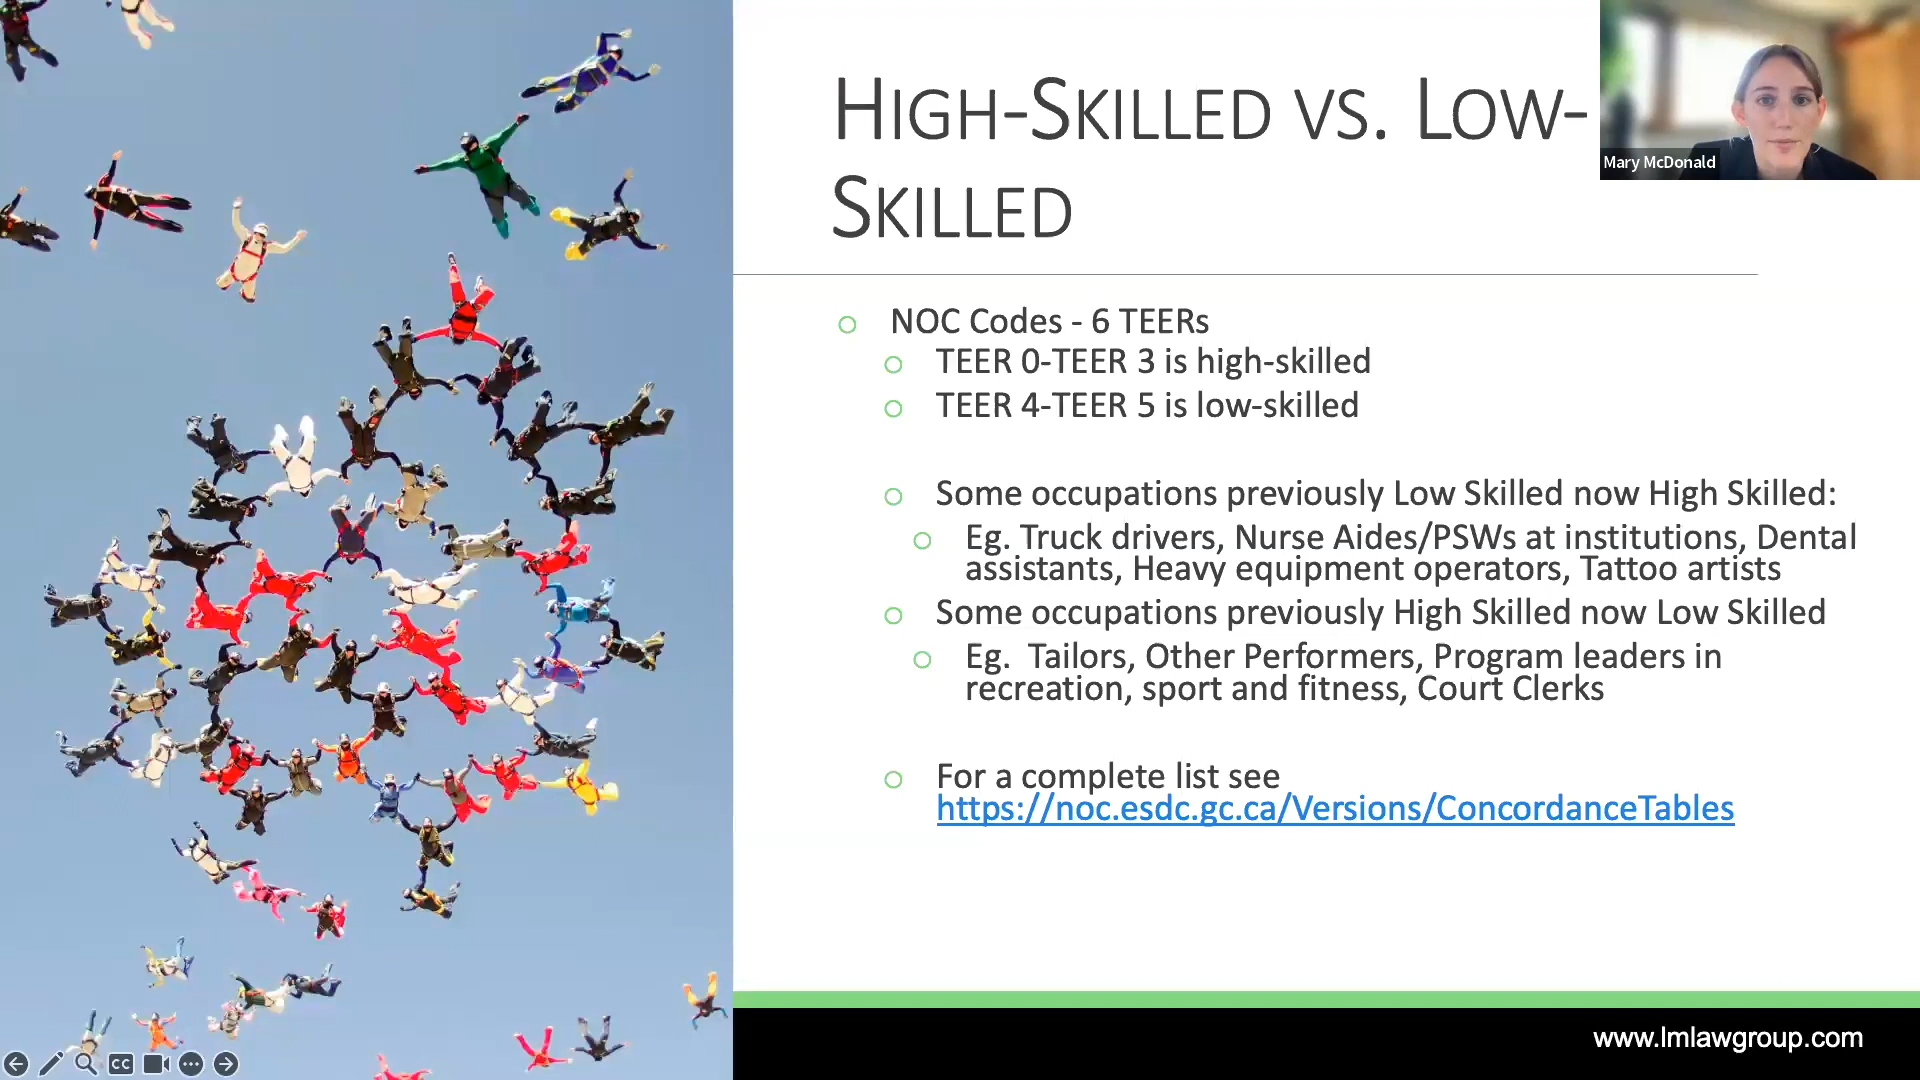 HIGH-SKILLED VS. LOW-
SKILLED
Mary McDonald
NOC Codes - 6 TEERs
TEER 0-TEER 3 is high-skilled
TEER 4-TEER 5 is low-skilled
Some occupations previously Low Skilled now High Skilled:
Eg. Truck drivers, Nurse Aides/PSWs at institutions, Dental
assistants, Heavy equipment operators, Tattoo artists
Some occupations previously High Skilled now Low Skilled
Eg. Tailors, Other Performers, Program leaders in
recreation, sport and fitness, Court Clerks
For a complete list see
https://noc.esdc.gc.ca/Versions/ConcordanceTables
www.lmlawgroup.com
CC